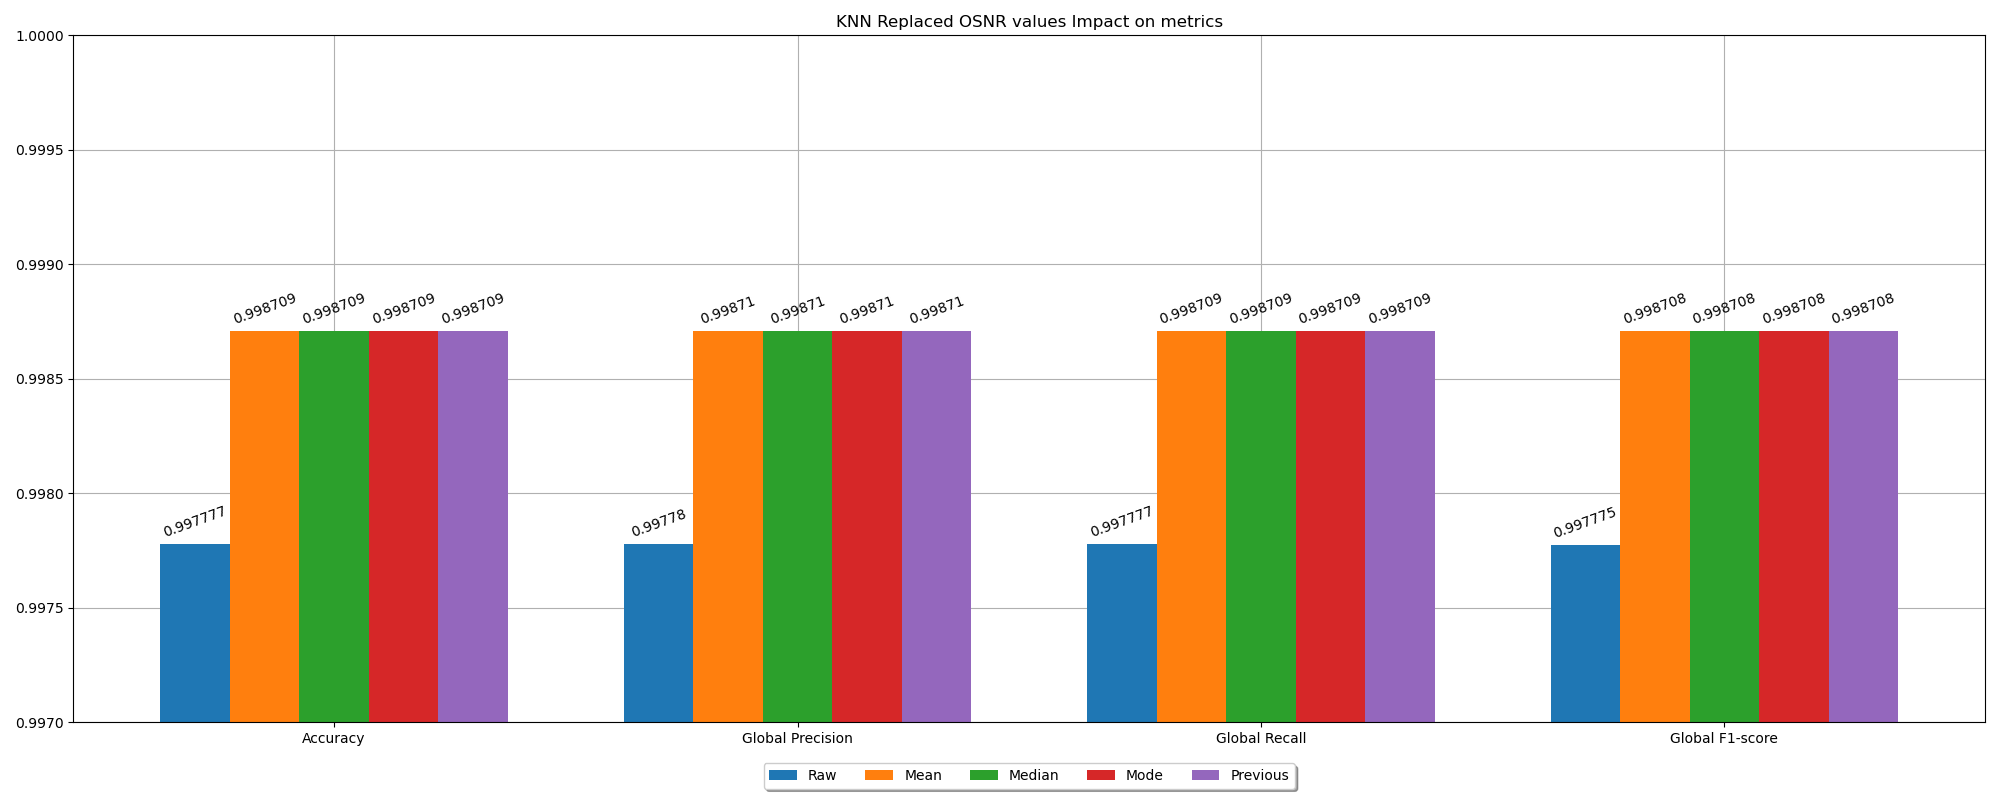 KNN Replaced OSNR values Impact on metrics
1.0000
0.9995
0.9990
0.9985
0.9980
0.9975
0.9970
0.997777 0.998709 0.998709 0.998709 0.998709
0.99778 0.99871 0.99871 0.99871 0.99871
0.997777 0.998709 0.998709 0.998709 0.998709
0.997775 0.998708 0.998708 0.998708 0.998708
Accuracy Global Precision Global Recall Global F1-score
Raw Mean Median Mode Previous